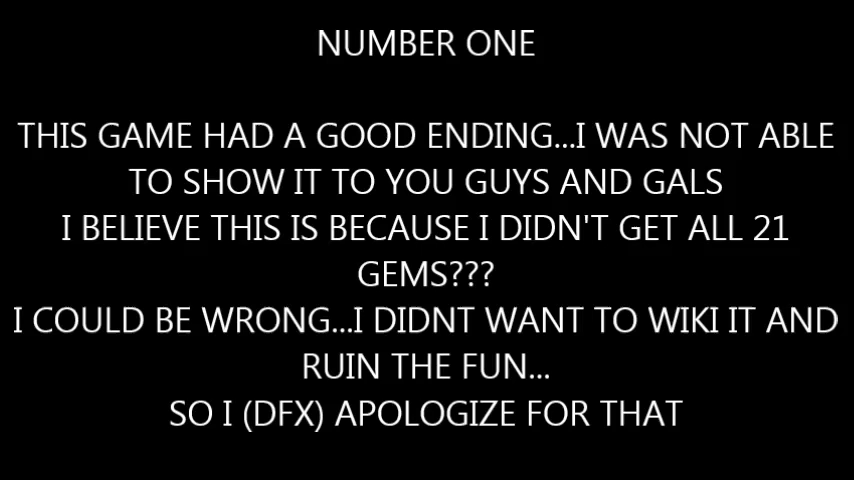 NUMBER ONE
THIS GAME HAD A GOOD ENDING...I WAS NOT ABLE
TO SHOW IT TO YOU GUYS AND GALS
I BELIEVE THIS IS BECAUSE I DIDN'T GET ALL 21
GEMS???
I COULD BE WRONG...I DIDNT WANT TO WIKI IT AND
RUIN THE FUN...
SO I (DFX) APOLOGIZE FOR THAT